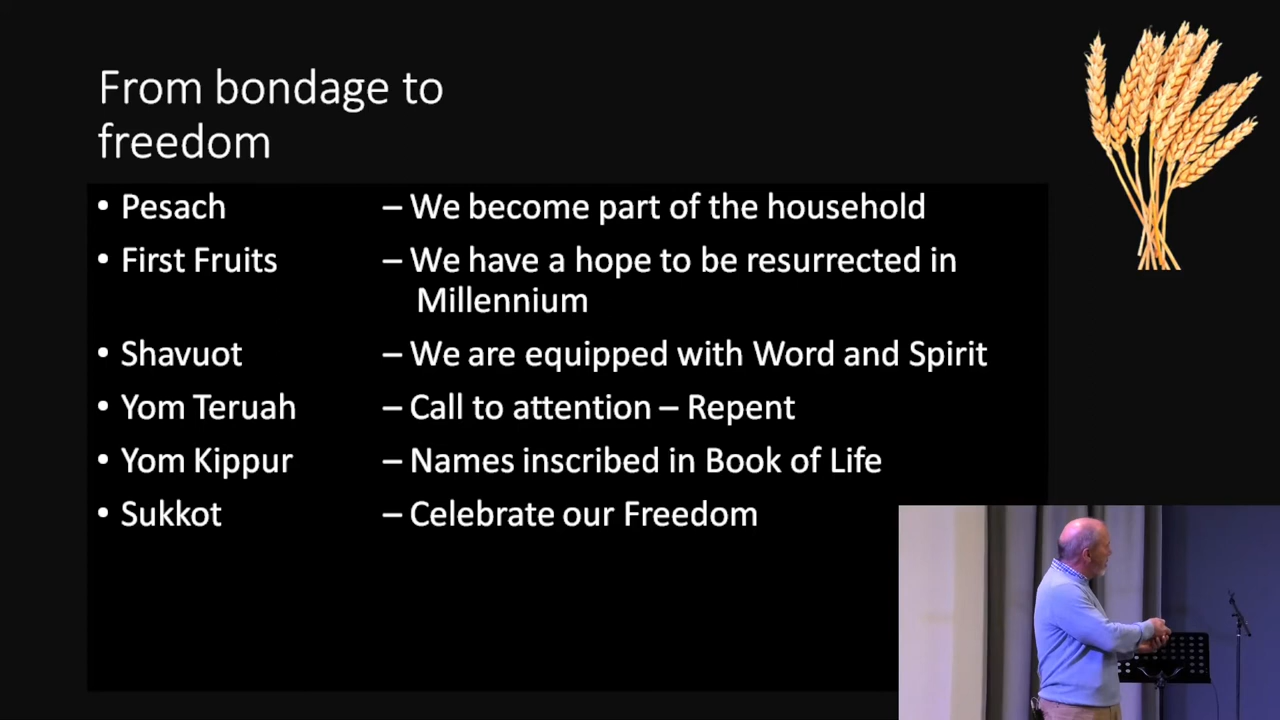 From bondage to
freedom
• Pesach – We become part of the household
• First Fruits – We have a hope to be resurrected in
Millennium
• Shavuot – We are equipped with Word and Spirit
• Yom Teruah – Call to attention – Repent
• Yom Kippur – Names inscribed in Book of Life
• Sukkot – Celebrate our Freedom